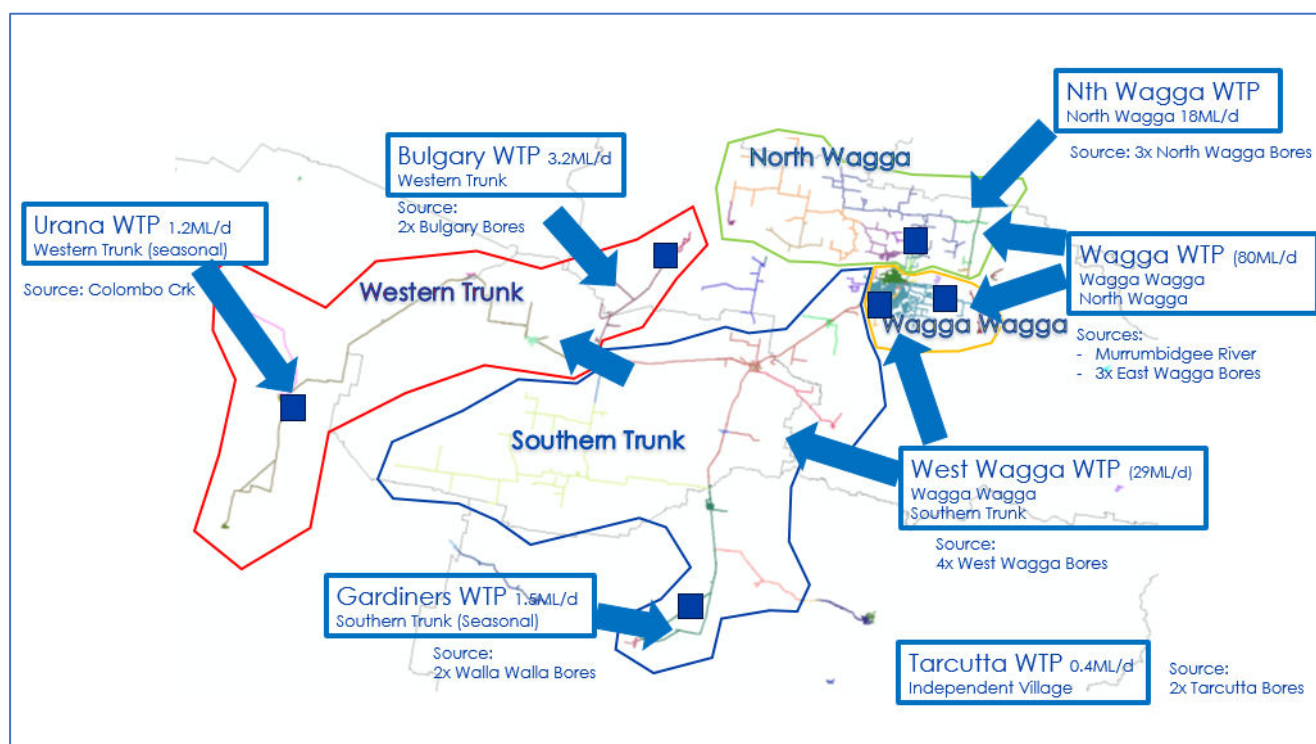 Nth Wagga WTP
North Wagga 18ML/d
Source: 3x North Wagga Bores
North Wagga
Bulgary WTP 3.2ML/d
Western Trunk
Source:
2x Bulgary Bores
Urana WTP 1.2ML/d
Western Trunk (seasonal)
Source: Colombo Crk
Western Trunk
Wagga WTP (80ML/d
Wagga Wagga
North Wagga
Sources:
- Murrumbidgee River
- 3x East Wagga Bores
Wagga Wagga
Southern Trunk
West Wagga WTP (29ML/d)
Wagga Wagga
Southern Trunk
Source:
4x West Wagga Bores
Gardiners WTP 1.5ML/d
Southern Trunk (Seasonal)
Source:
2x Walla Walla Bores
Tarcutta WTP 0.4ML/d
Independent Village
Source:
2x Tarcutta Bores